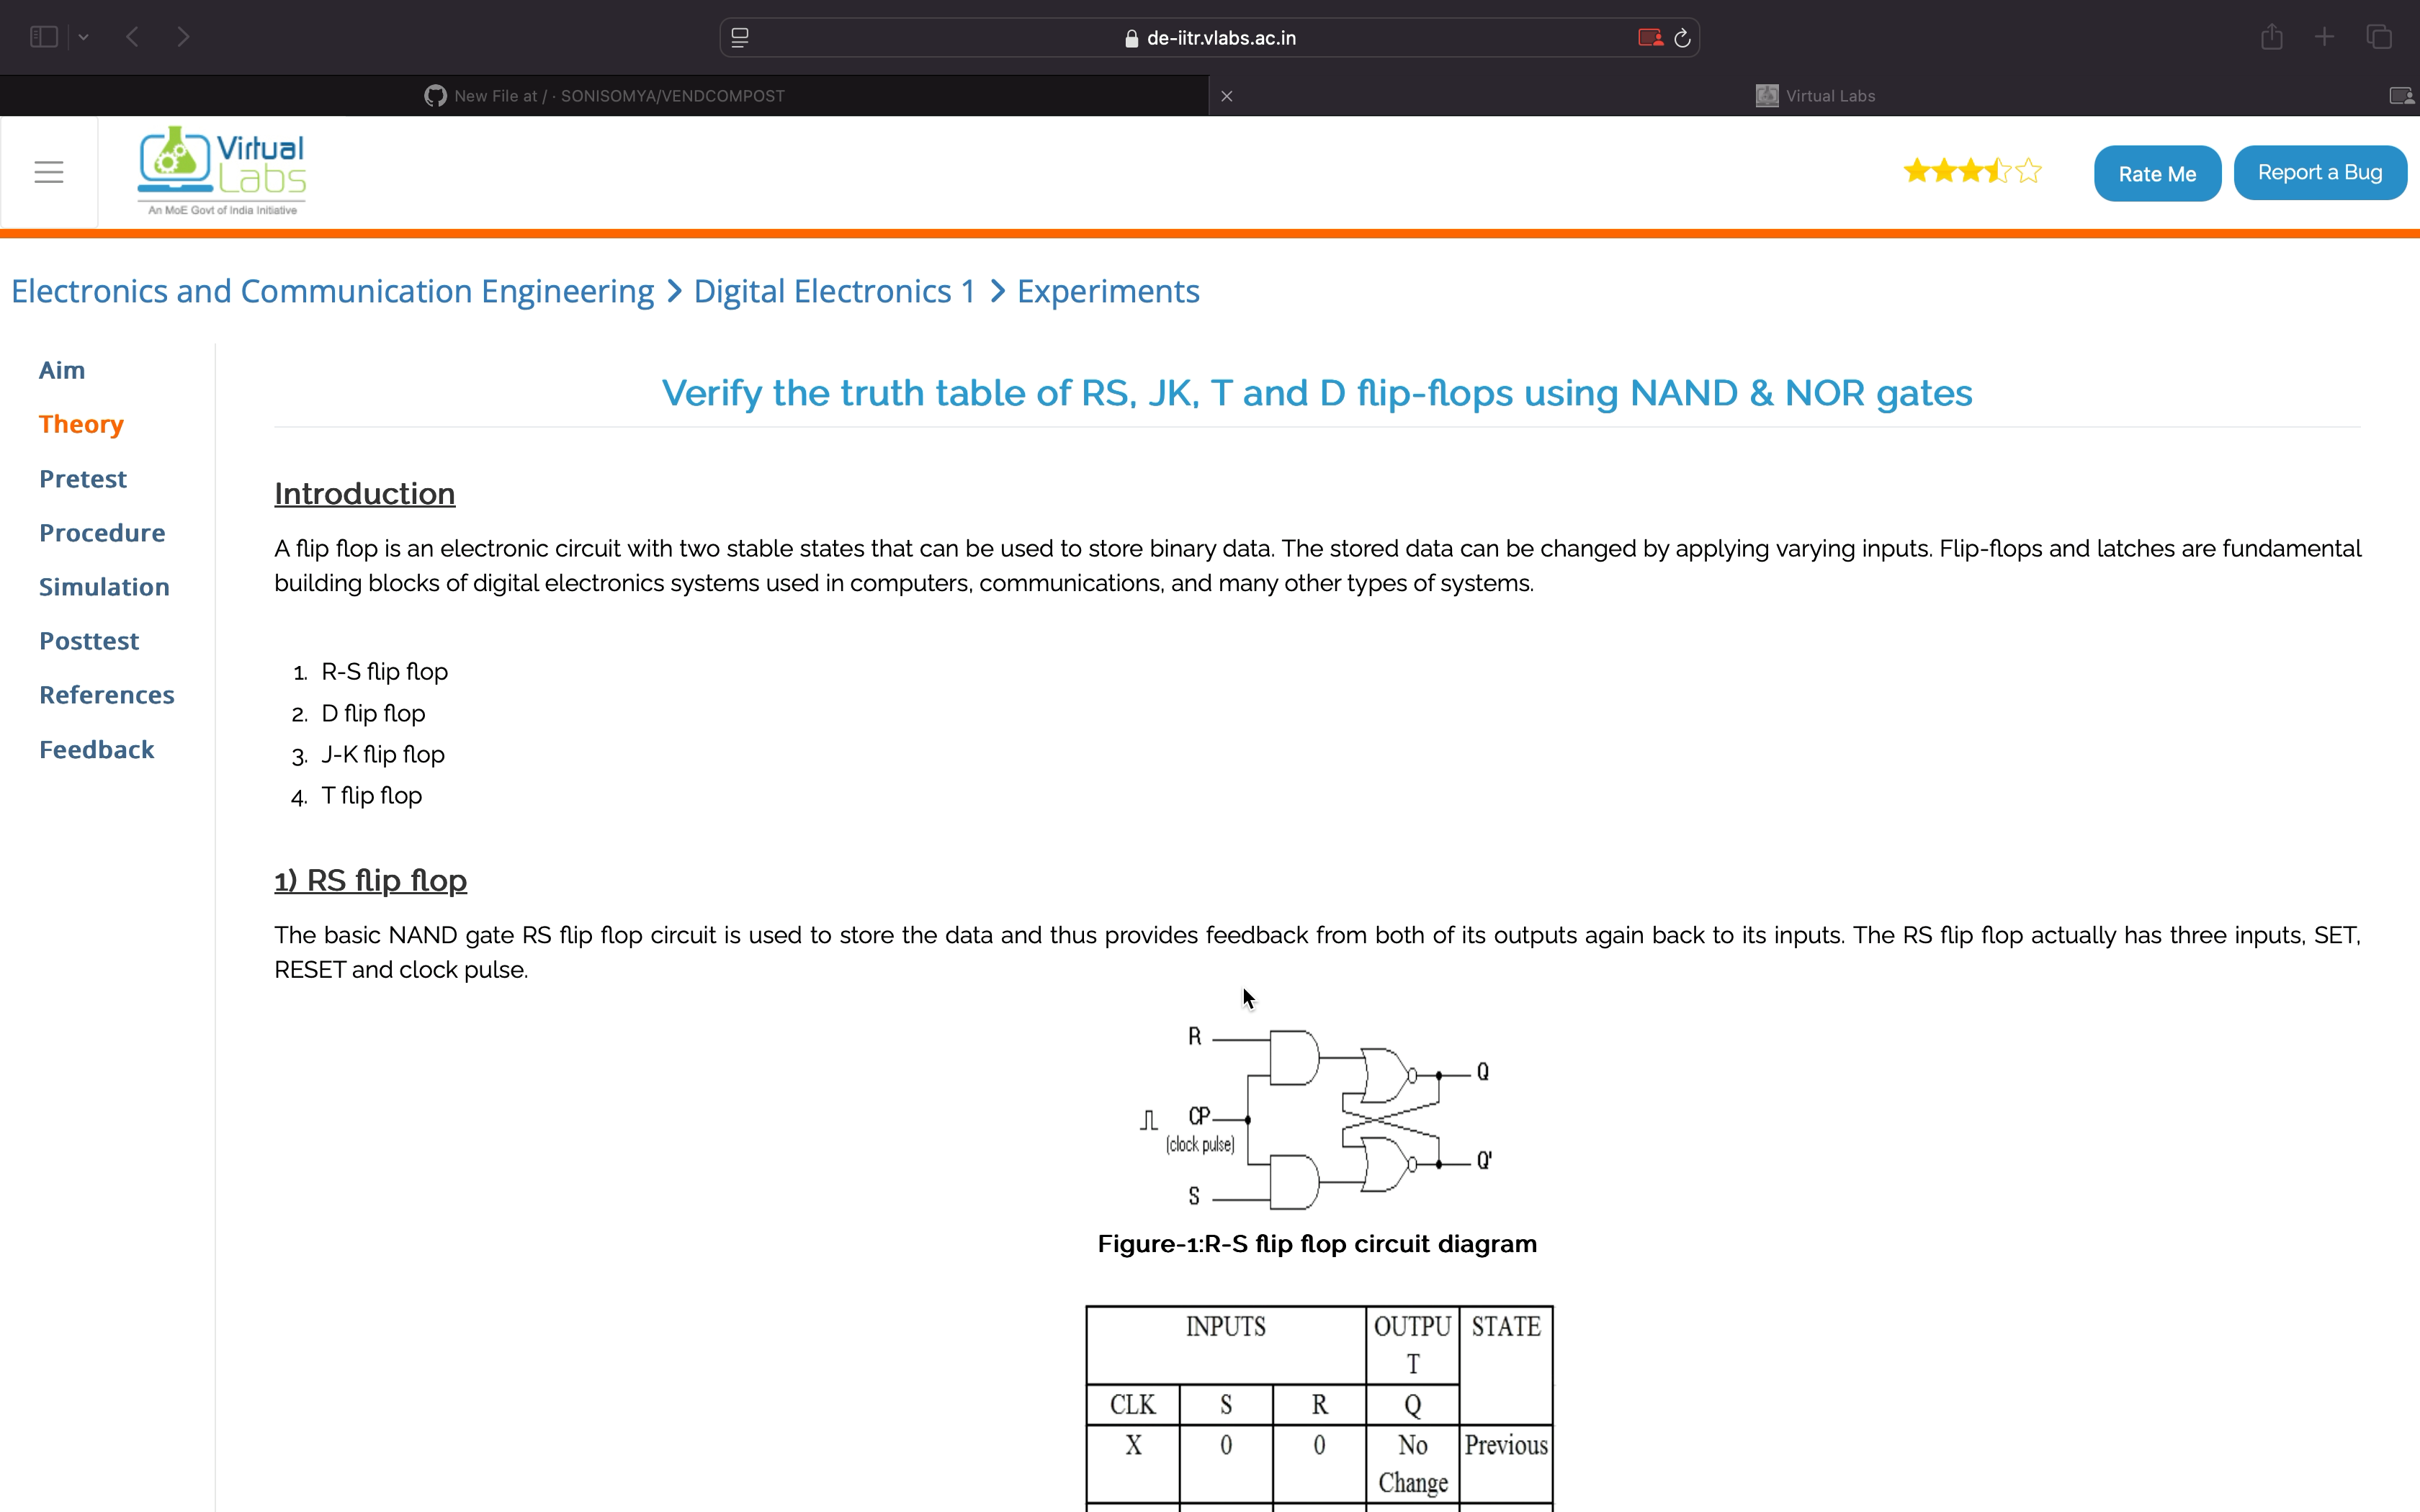 de-iitr.vlabs.ac.in
New File at / · SONISOMYA/VENDCOMPOST
Virtual Labs
Virtual
Labs
An MoE Govt of India Initiative
Rate Me
Report a Bug
Electronics and Communication Engineering > Digital Electronics 1 > Experiments
Aim
Theory
Pretest
Procedure
Simulation
Posttest
References
Feedback
Verify the truth table of RS, JK, T and D flip-flops using NAND & NOR gates
Introduction
A flip flop is an electronic circuit with two stable states that can be used to store binary data. The stored data can be changed by applying varying inputs. Flip-flops and latches are fundamental
building blocks of digital electronics systems used in computers, communications, and many other types of systems.
1. R-S flip flop
2. D flip flop
3. J-K flip flop
4. T flip flop
1) RS flip flop
The basic NAND gate RS flip flop circuit is used to store the data and thus provides feedback from both of its outputs again back to its inputs. The RS flip flop actually has three inputs, SET,
RESET and clock pulse.
R
Q
CP
(clock pulse)
Q'
S
Figure-1:R-S flip flop circuit diagram
INPUTS OUTPU STATE
T
CLK S R Q
X 0 0 No Previous
Change